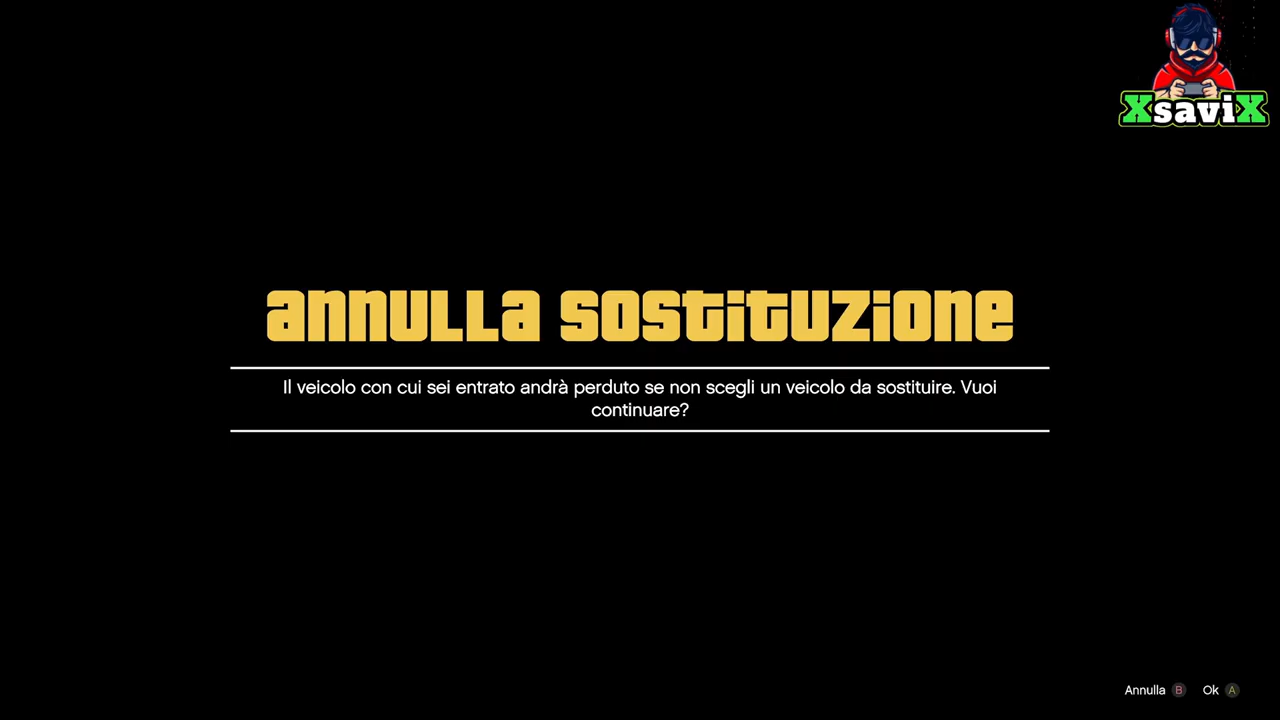 XsaviX
annulla sostituzione
Il veicolo con cui sei entrato andrà perduto se non scegli un veicolo da sostituire. Vuoi
continuare?
Annulla B Ok A